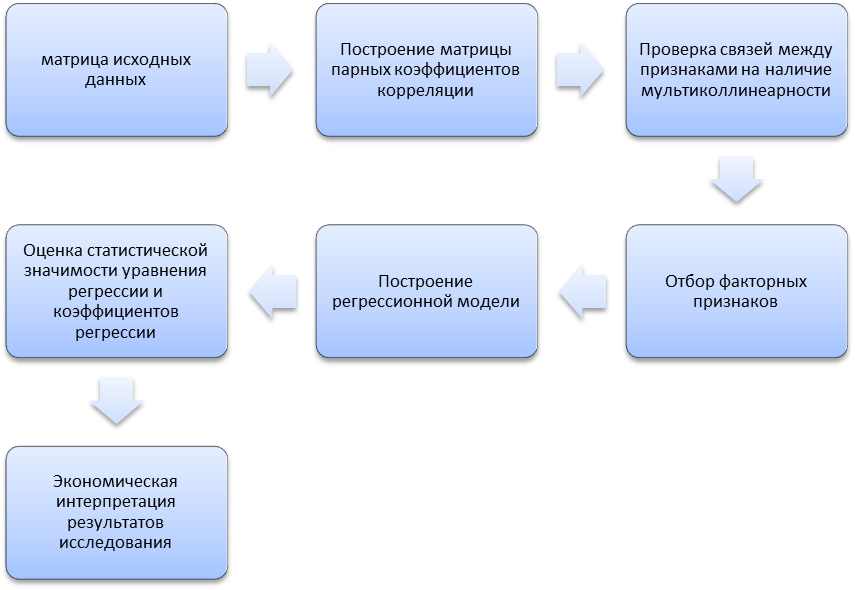 матрица исходных
данных
Построение матрицы
парных коэффициентов
корреляции
Проверка связей между
признаками на наличие
мультиколлинеарности
Отбор факторных
признаков
Построение
регрессионной модели
Оценка статистической
значимости уравнения
регрессии и
коэффициентов
регрессии
Экономическая
интерпретация
результатов
исследования